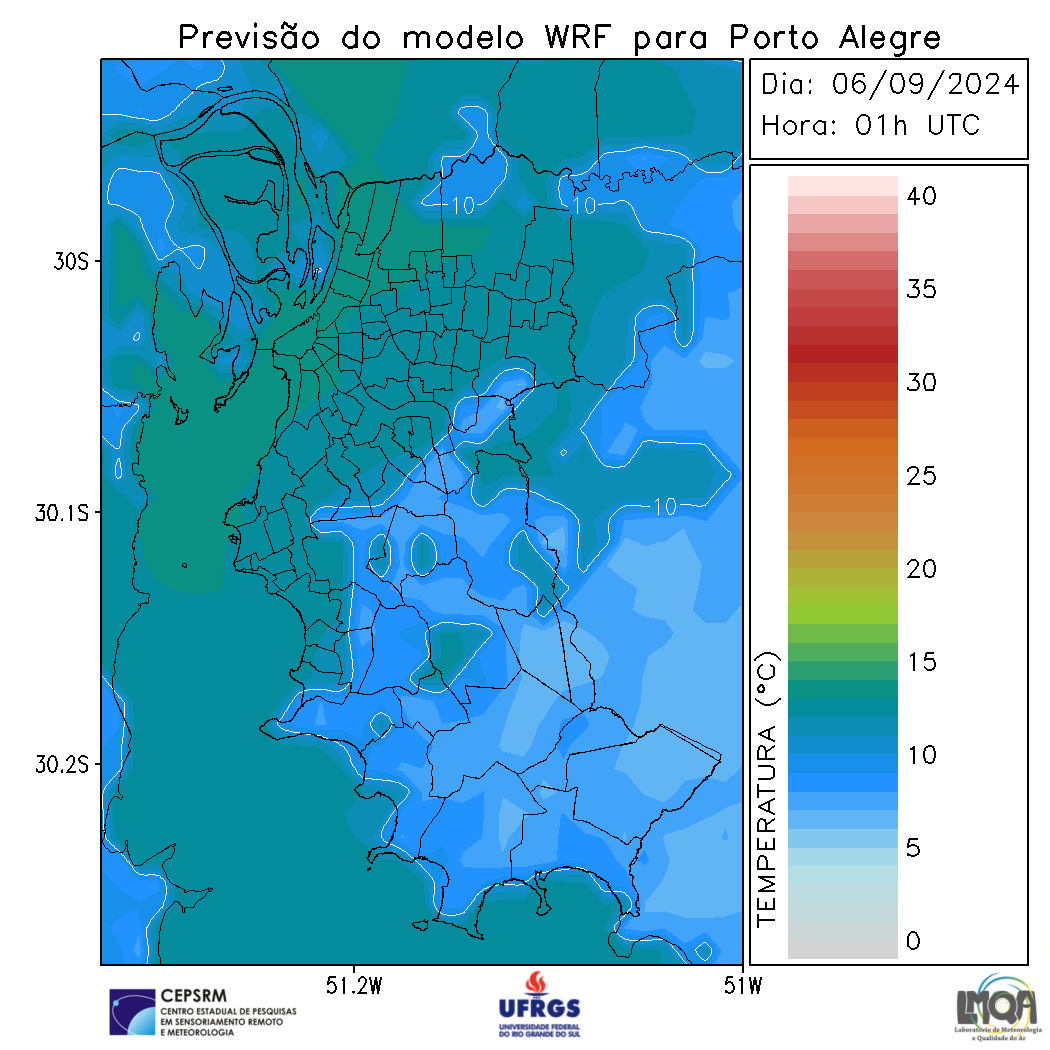 Previsão do modelo WRF para Porto Alegre
Dia: 06/09/2024
Hora: 01h UTC
40
35
30
25
20
15
10
5
0
TEMPERATURA (°C)
10
10
10
30S
30.1S
30.2S
51.2W
51W
CEPSRM
CENTRO ESTADUAL DE PESQUISAS
EM SENSORIAMENTO REMOTO
E METEOROLOGIA
UFRGS
UNIVERSIDADE FEDERAL
DO RIO GRANDE DO SUL
LMQA
Laboratório de Meteorologia
e Qualidade do Ar